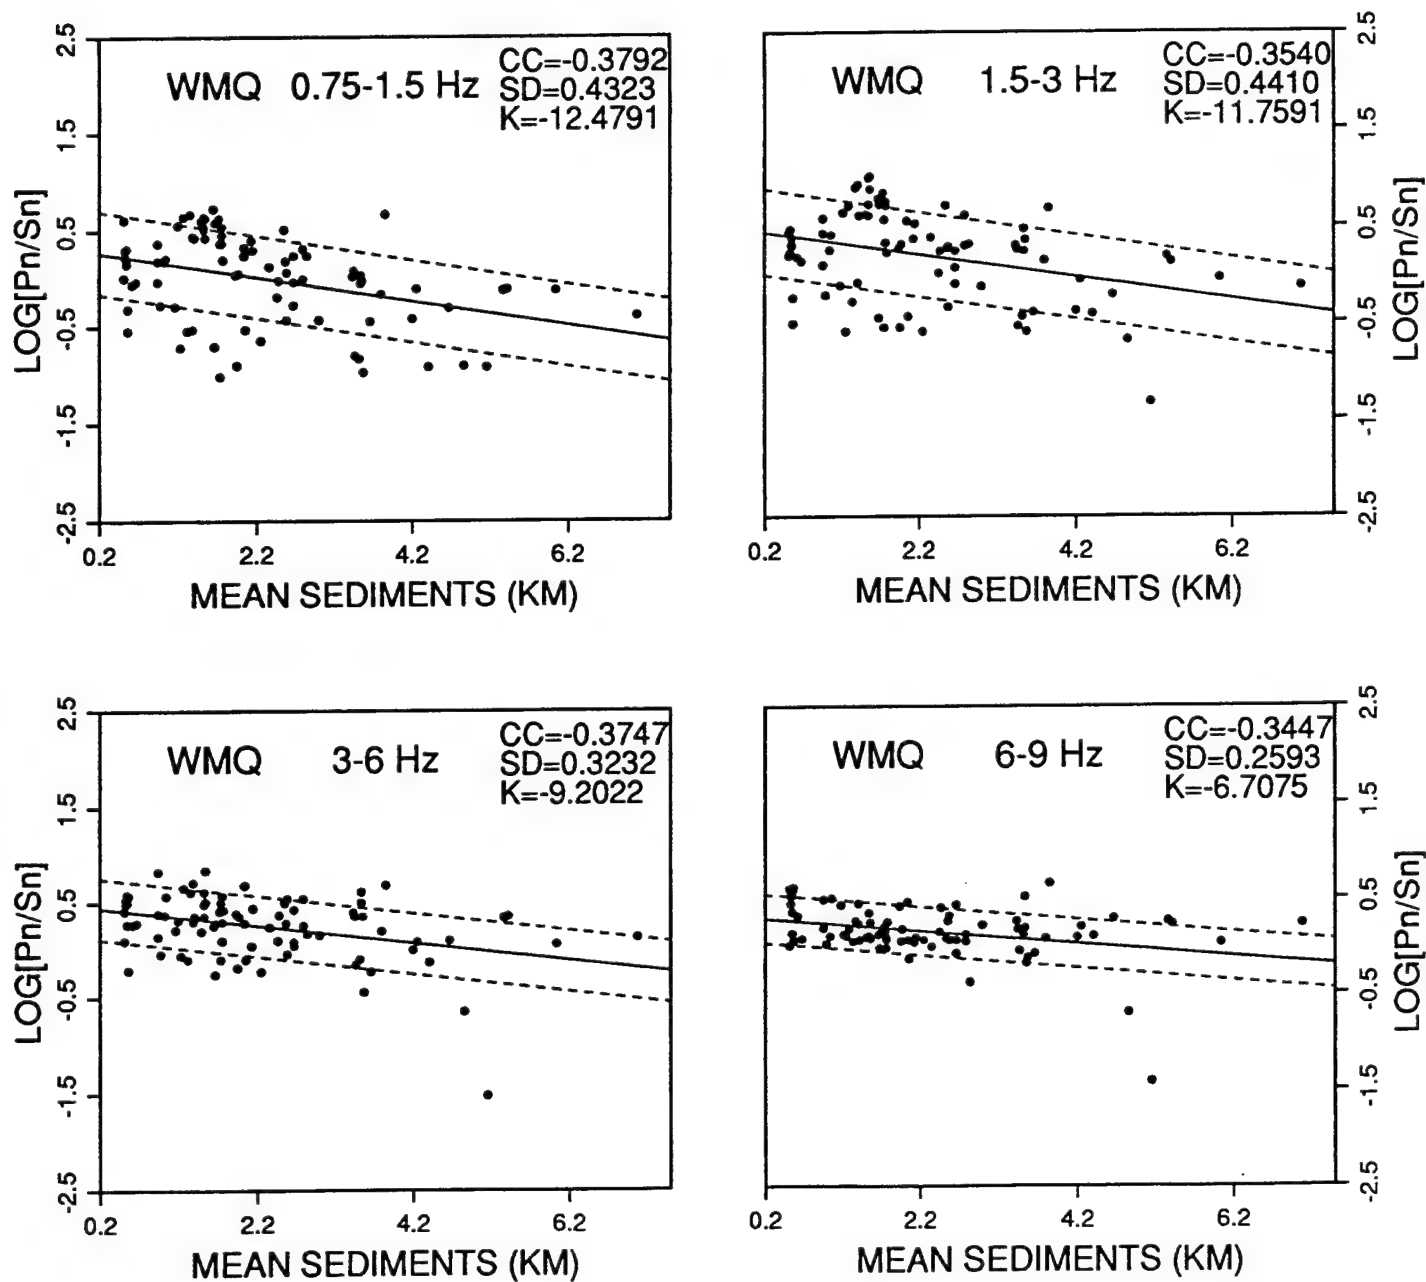 WMQ 0.75-1.5 Hz
CC=-0.3792
SD=0.4323
K=-12.4791
LOG[Pn/Sn]
2.5
1.5
0.5
-0.5
-1.5
-2.5
0.2 2.2 4.2 6.2
MEAN SEDIMENTS (KM)
WMQ 1.5-3 Hz
CC=-0.3540
SD=0.4410
K=-11.7591
2.5
1.5
0.5
-0.5
-1.5
-2.5
LOG[Pn/Sn]
0.2 2.2 4.2 6.2
MEAN SEDIMENTS (KM)
WMQ 3-6 Hz
CC=-0.3747
SD=0.3232
K=-9.2022
LOG[Pn/Sn]
2.5
1.5
0.5
-0.5
-1.5
-2.5
0.2 2.2 4.2 6.2
MEAN SEDIMENTS (KM)
WMQ 6-9 Hz
CC=-0.3447
SD=0.2593
K=-6.7075
2.5
1.5
0.5
-0.5
-1.5
-2.5
LOG[Pn/Sn]
0.2 2.2 4.2 6.2
MEAN SEDIMENTS (KM)